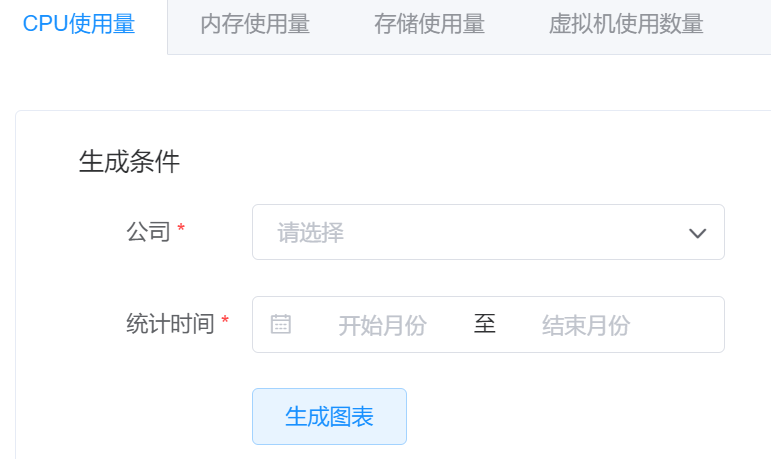 CPU使用量 内存使用量 存储使用量 虚拟机使用数量
生成条件
公司 * 请选择
统计时间 * 开始月份 至 结束月份
生成图表